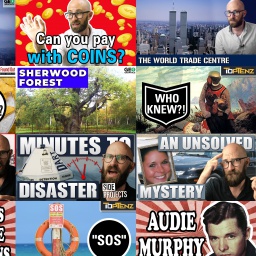 Can you pay
with COINS?
THE WORLD TRADE CENTRE
SHERWOOD
FOREST
TOPTENZ
WHO
KNEW?!
MINUTES TO
DISASTER
SIDE
PROJECTS
TOPTENZ
AN UNSOLVED
MYSTERY
SOS
"SOS"
AUDIE
MURPHY